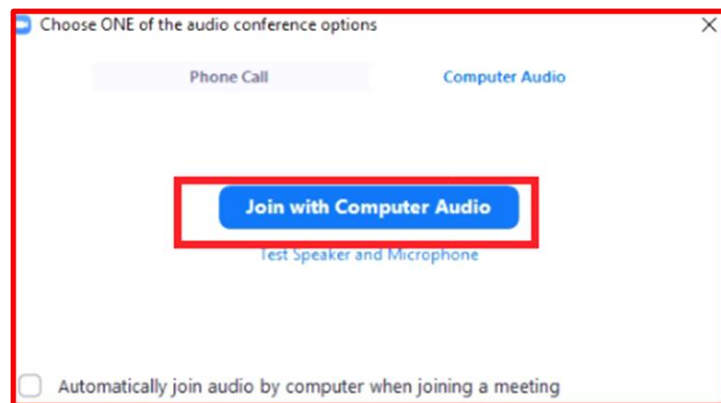 Choose ONE of the audio conference options
Phone Call
Computer Audio
Join with Computer Audio
Test Speaker and Microphone
Automatically join audio by computer when joining a meeting